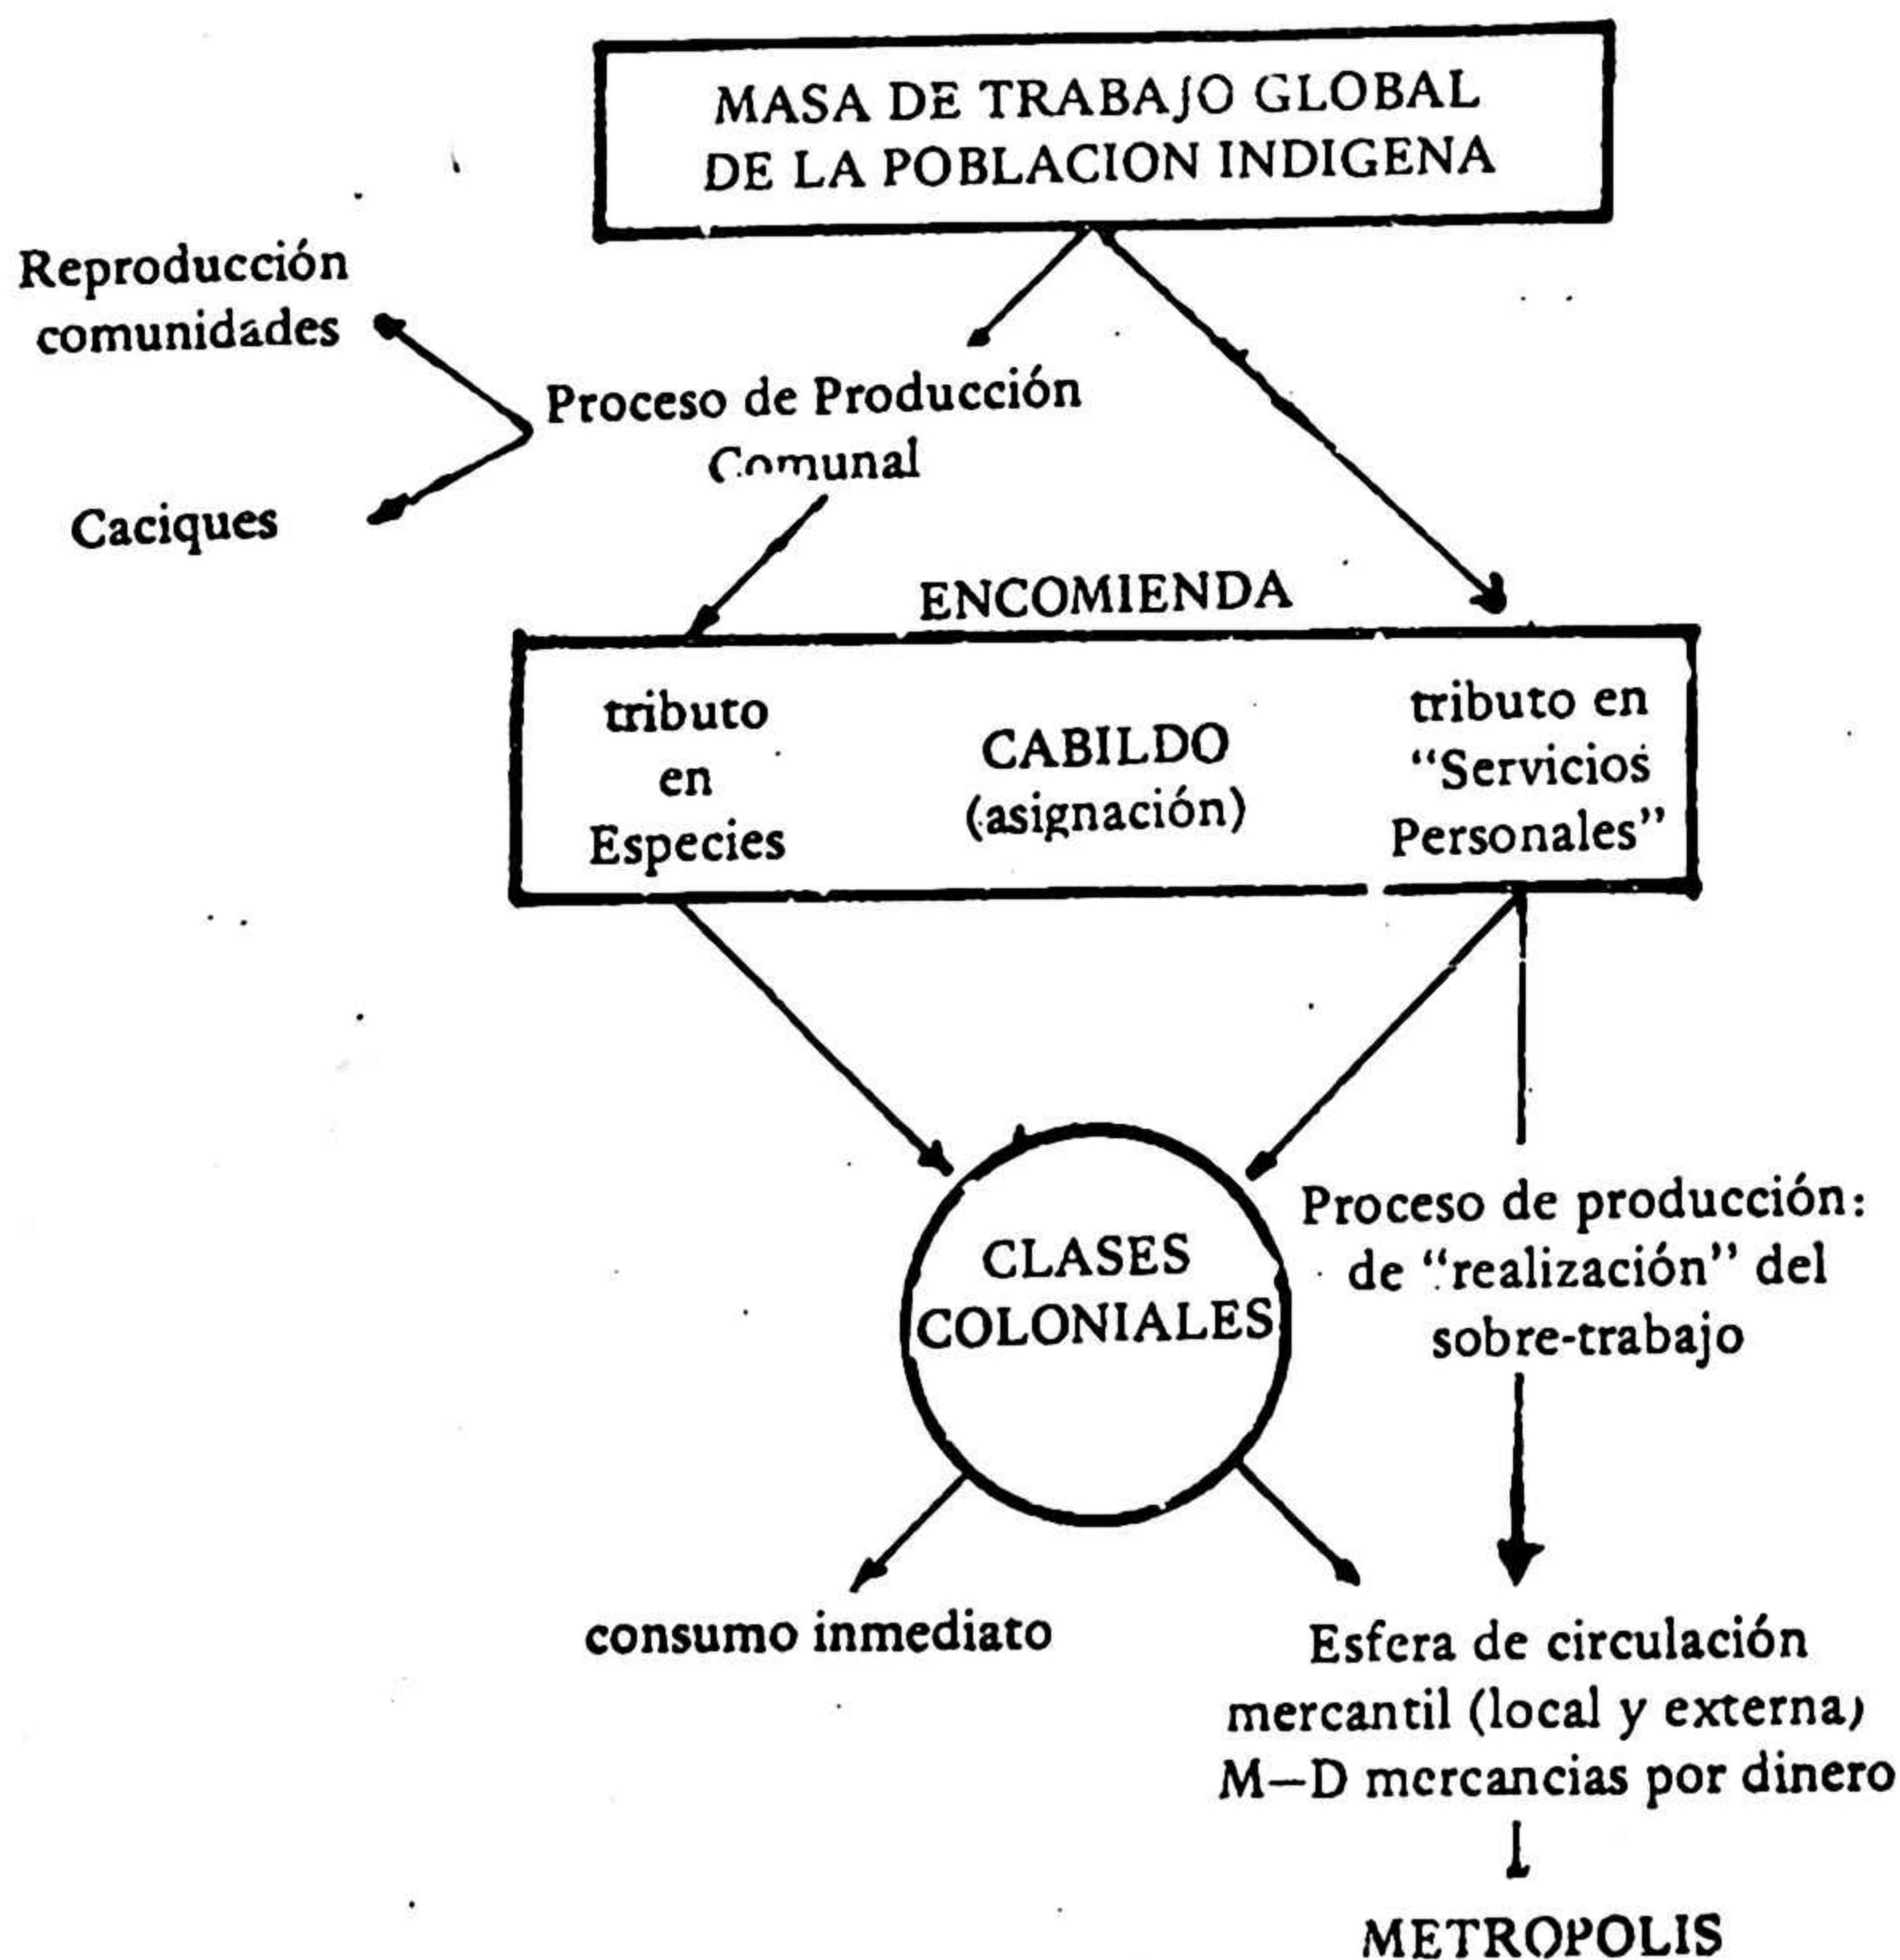 MASA DE TRABAJO GLOBAL
DE LA POBLACION INDIGENA
Reproducción
comunidades
Proceso de Producción
Comunal
Caciques
ENCOMIENDA
tributo
en
Especies
CABILDO
(asignación)
tributo en
“Servicios
Personales”
CLASES
COLONIALES
Proceso de producción:
de “realización” del
sobre-trabajo
consumo inmediato
Esfera de circulación
mercantil (local y externa)
M—D mercancias por dinero
METROPOLIS